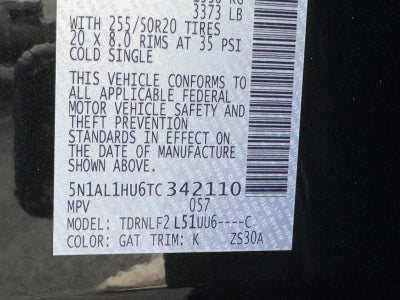 3373 LB
WITH 255/50R20 TIRES
20 X 8.0 RIMS AT 35 PSI
COLD SINGLE
THIS VEHICLE CONFORMS TO
ALL APPLICABLE FEDERAL
MOTOR VEHICLE SAFETY AND
THEFT PREVENTION
STANDARDS IN EFFECT ON
THE DATE OF MANUFACTURE
SHOWN ABOVE.
5N1AL1HU6TC 342110
MPV 057
MODEL: TDRNLF2 L51UU6----C
COLOR: GAT TRIM: K ZS30A